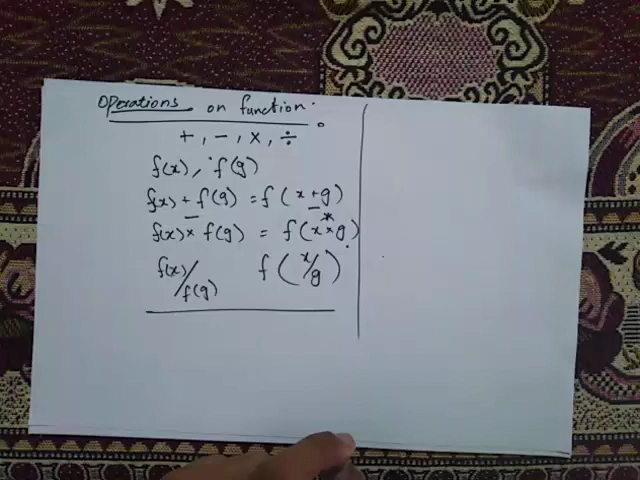 Operations on function.
+, -, x, ÷
f(x), f(g)
f(x) ± f(g) = f(x ± g)
f(x) x f(g) = f(x x g).
f(x)/f(g) f(x/g)